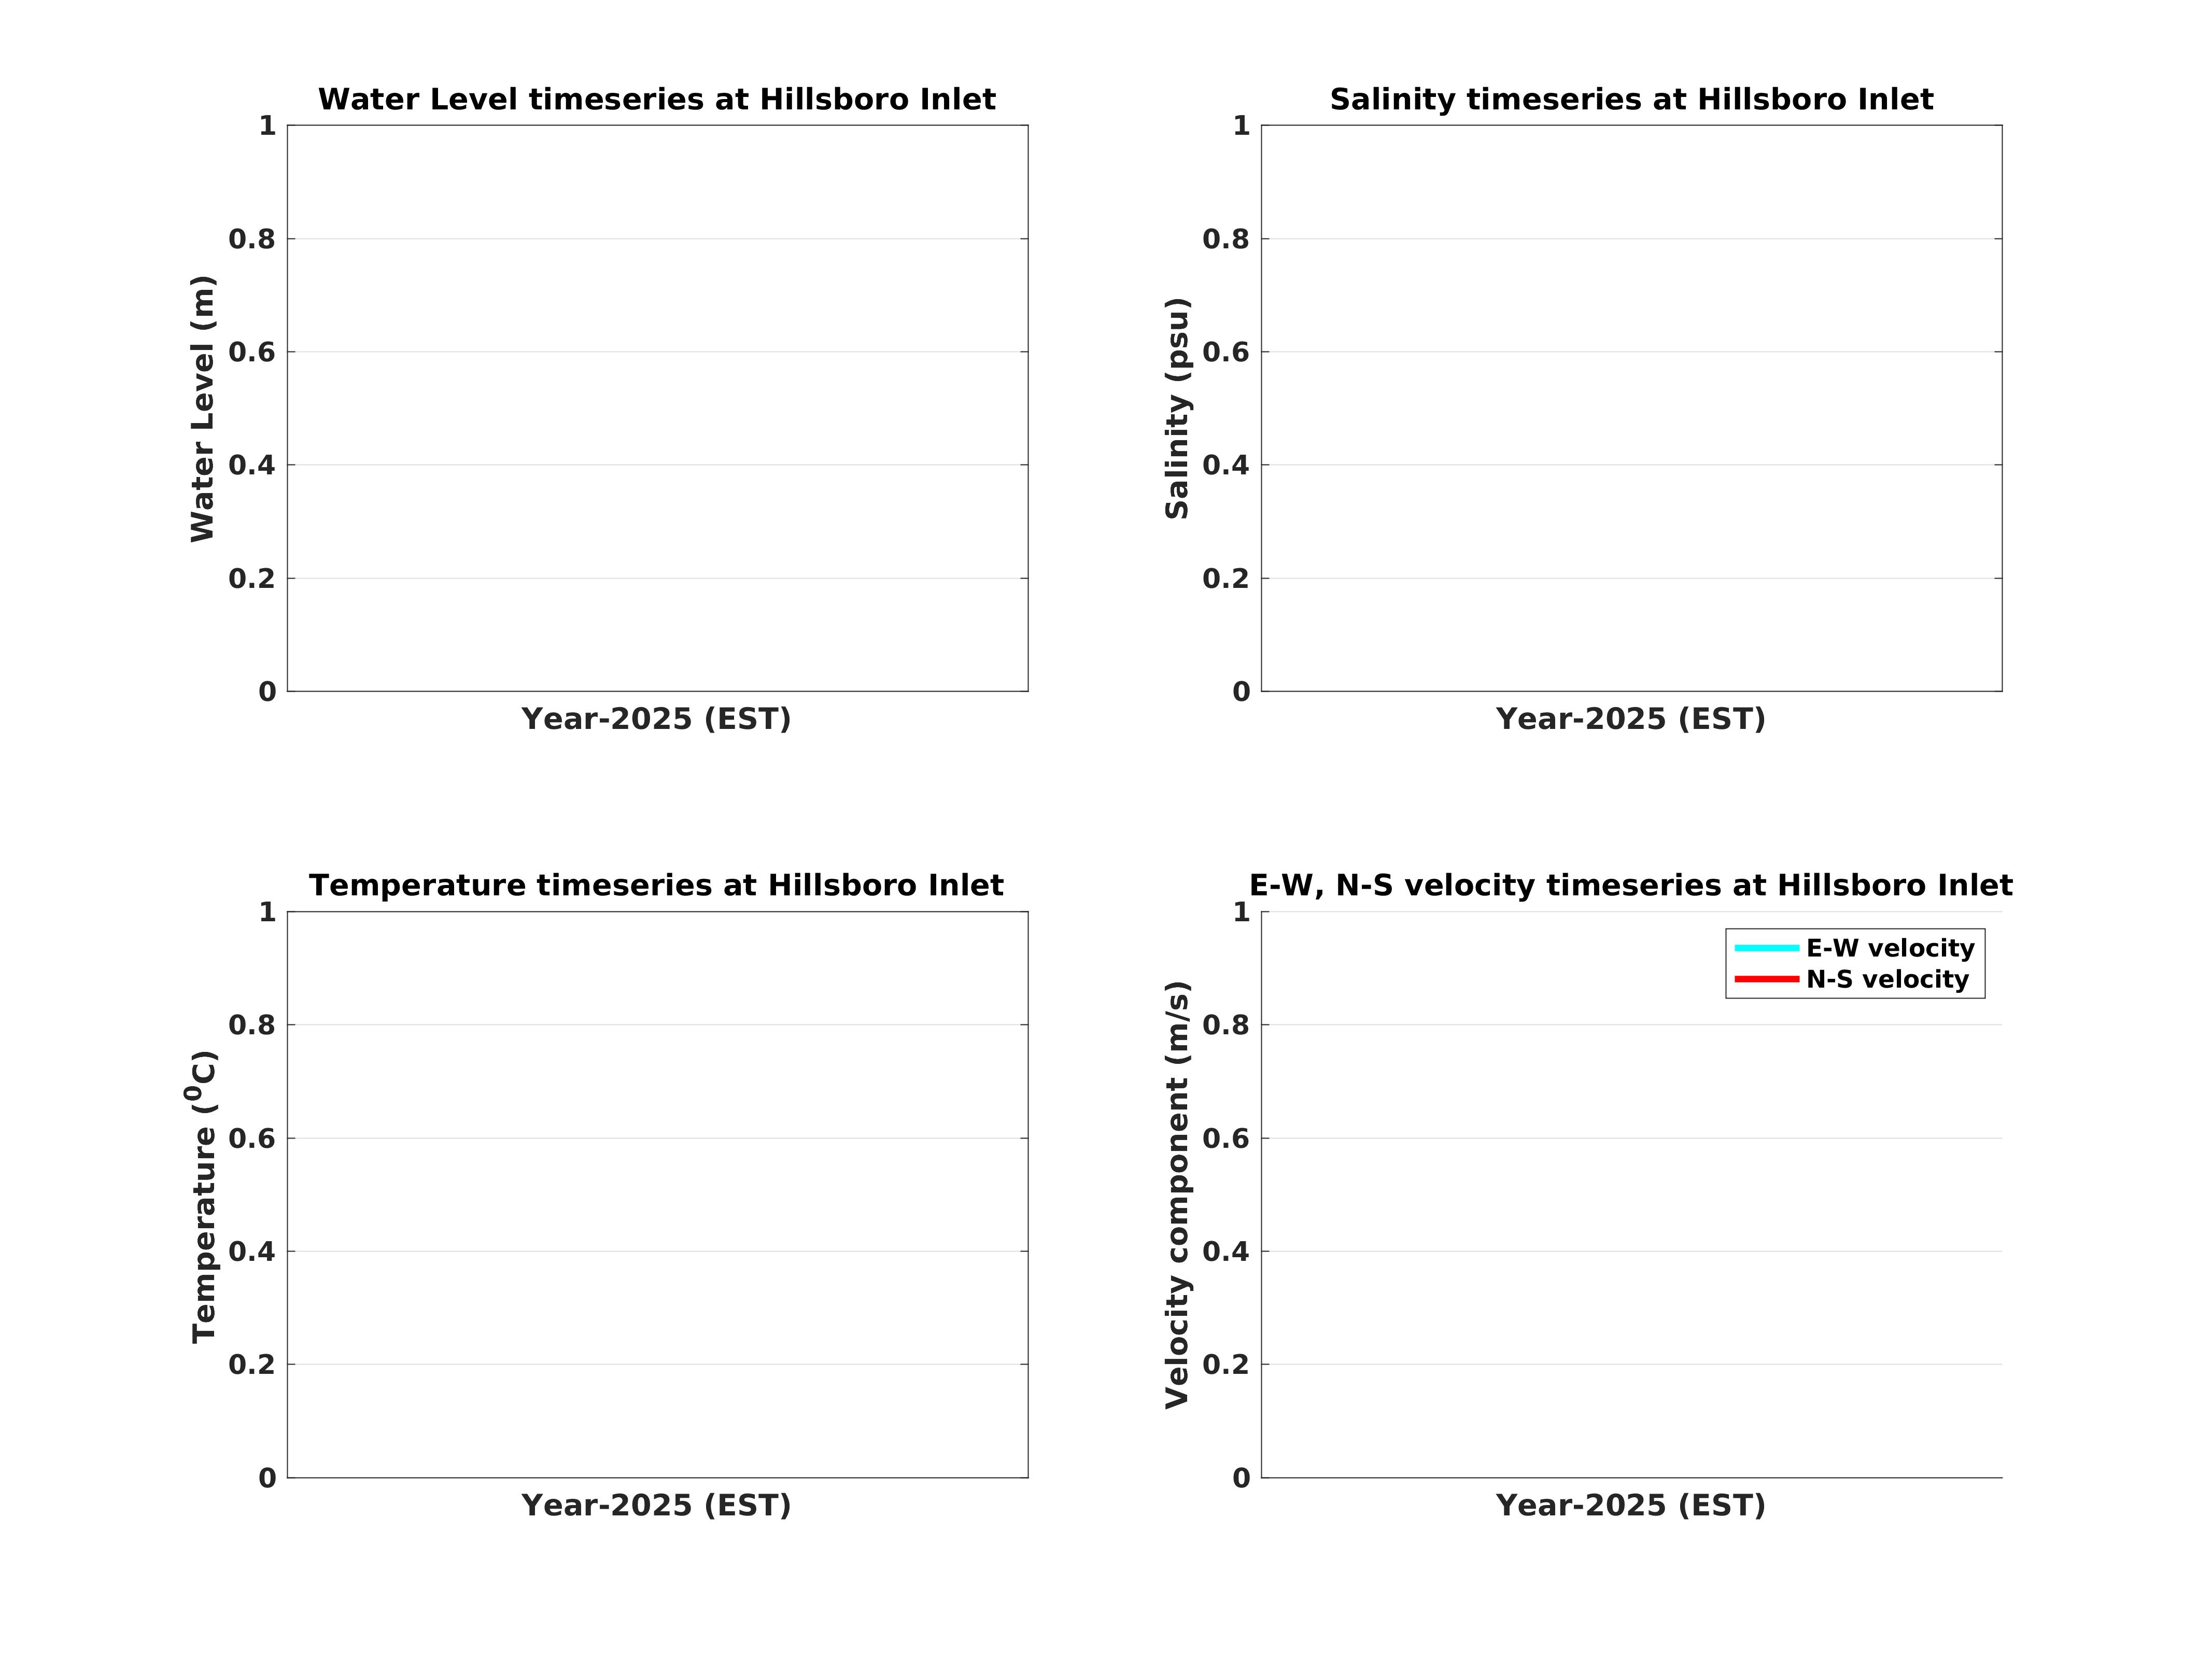 Water Level timeseries at Hillsboro Inlet
1
0.8
0.6
0.4
0.2
0
Water Level (m)
Year-2025 (EST)
Salinity timeseries at Hillsboro Inlet
1
0.8
0.6
0.4
0.2
0
Salinity (psu)
Year-2025 (EST)
Temperature timeseries at Hillsboro Inlet
1
0.8
0.6
0.4
0.2
0
Temperature (⁰C)
Year-2025 (EST)
E-W, N-S velocity timeseries at Hillsboro Inlet
1
0.8
0.6
0.4
0.2
0
Velocity component (m/s)
E-W velocity
N-S velocity
Year-2025 (EST)